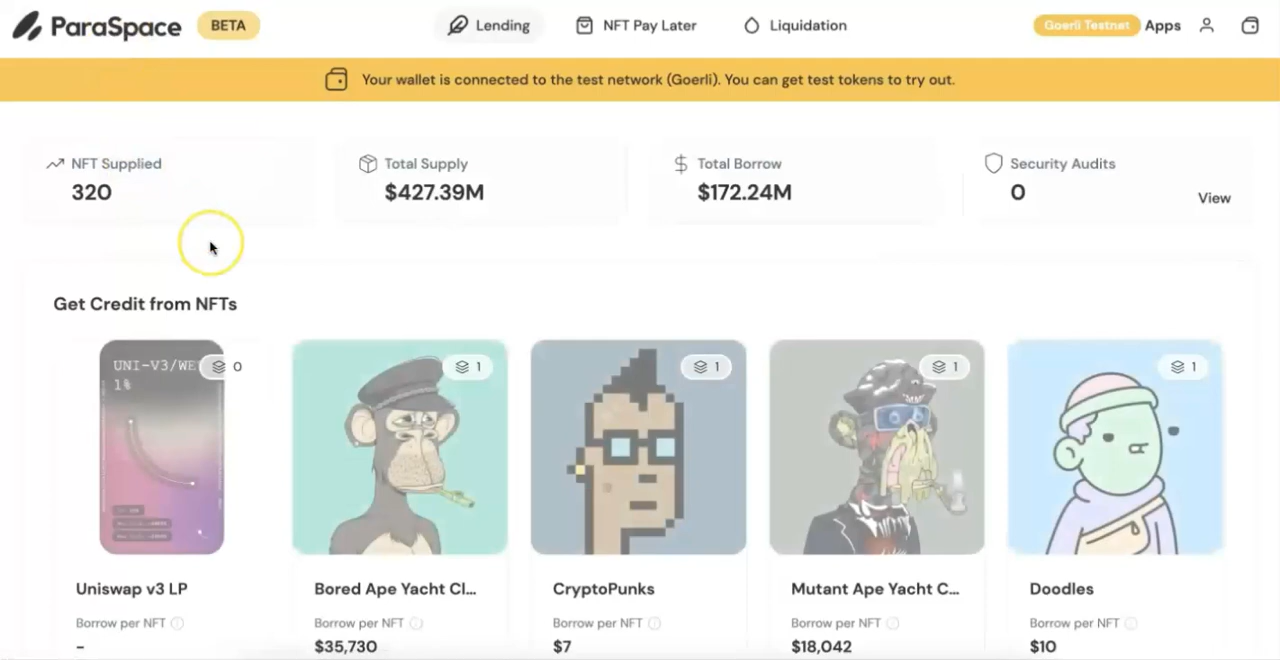 ParaSpace BETA Lending NFT Pay Later Liquidation Goerli Testnet Apps
Your wallet is connected to the test network (Goerli). You can get test tokens to try out.
NFT Supplied Total Supply Total Borrow Security Audits
320 $427.39M $172.24M 0 View
Get Credit from NFTs
UNI-V3/WE 0 1 1 1 1
1%
Uniswap v3 LP Bored Ape Yacht Cl... CryptoPunks Mutant Ape Yacht C... Doodles
Borrow per NFT Borrow per NFT Borrow per NFT Borrow per NFT Borrow per NFT
– $35,730 $7 $18,042 $10